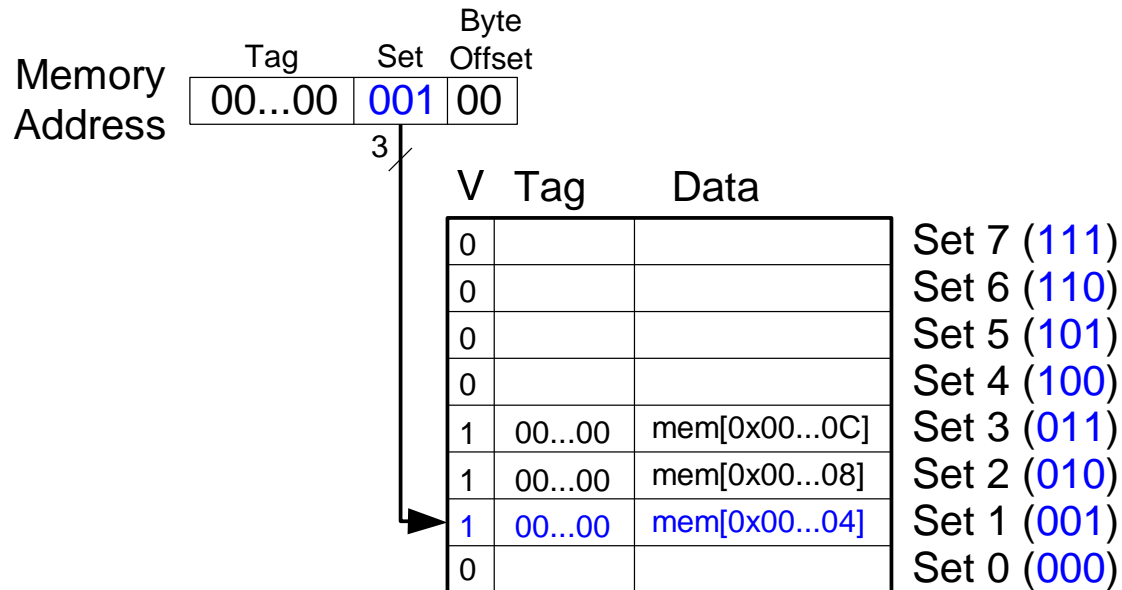 Byte
Tag Set Offset
Memory Address
00...00 001 00
3
V Tag Data
0 Set 7 (111)
0 Set 6 (110)
0 Set 5 (101)
0 Set 4 (100)
1 00...00 mem[0x00...0C] Set 3 (011)
1 00...00 mem[0x00...08] Set 2 (010)
1 00...00 mem[0x00...04] Set 1 (001)
0 Set 0 (000)